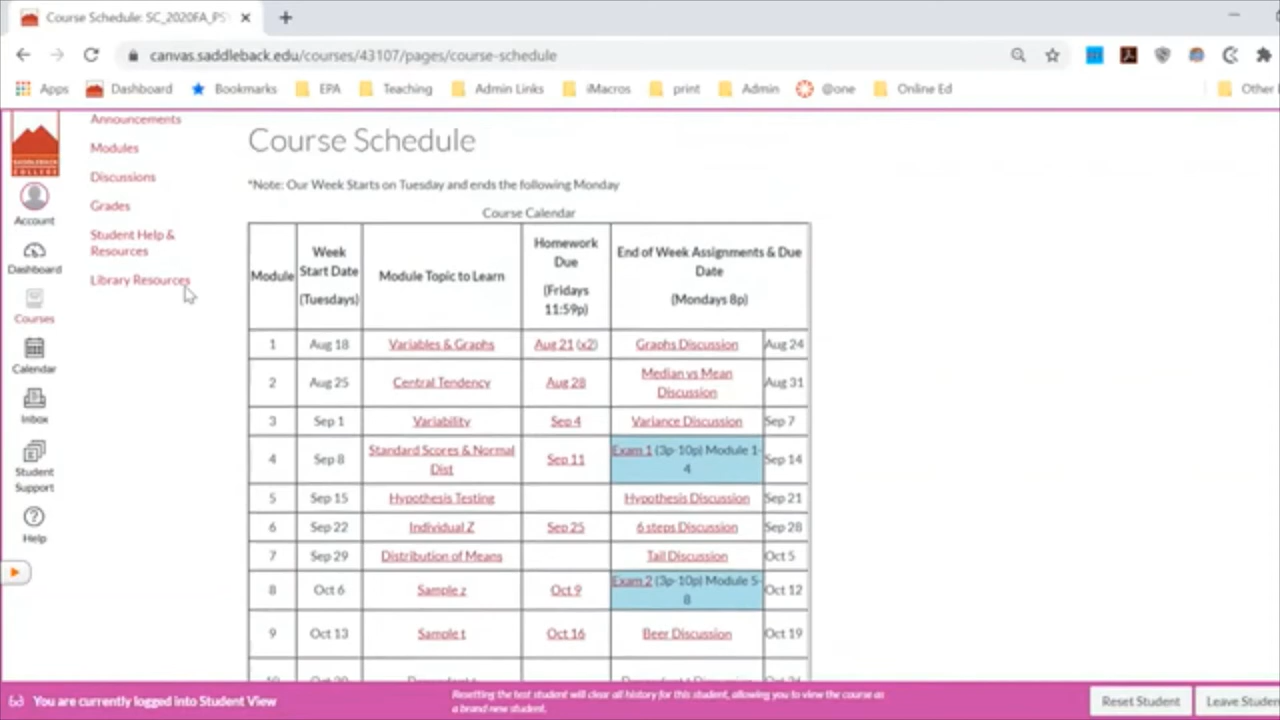 Course Schedule: SC_2020FA_PS
canvas.saddleback.edu/courses/43107/pages/course-schedule
Apps Dashboard Bookmarks EPA Teaching Admin Links iMacros print Admin @one Online Ed Other
Announcements
Modules
Discussions
Grades
Student Help &
Resources
Library Resources
SADDLEBACK
COLLEGE
Account
Dashboard
Courses
Calendar
Inbox
Student
Support
Help
Course Schedule
*Note: Our Week Starts on Tuesday and ends the following Monday
Course Calendar
Module Week Start Date (Tuesdays) Module Topic to Learn Homework Due (Fridays 11:59p) End of Week Assignments & Due Date (Mondays 8p)
1 Aug 18 Variables & Graphs Aug 21 (x2) Graphs Discussion Aug 24
2 Aug 25 Central Tendency Aug 28 Median vs Mean Discussion Aug 31
3 Sep 1 Variability Sep 4 Variance Discussion Sep 7
4 Sep 8 Standard Scores & Normal Dist Sep 11 Exam 1 (3p-10p) Module 1-4 Sep 14
5 Sep 15 Hypothesis Testing Hypothesis Discussion Sep 21
6 Sep 22 Individual Z Sep 25 6 steps Discussion Sep 28
7 Sep 29 Distribution of Means Tail Discussion Oct 5
8 Oct 6 Sample z Oct 9 Exam 2 (3p-10p) Module 5-8 Oct 12
9 Oct 13 Sample t Oct 16 Beer Discussion Oct 19
You are currently logged into Student View
Resetting the test student will clear all history for this student, allowing you to view the course as
a brand new student.
Reset Student
Leave Studen